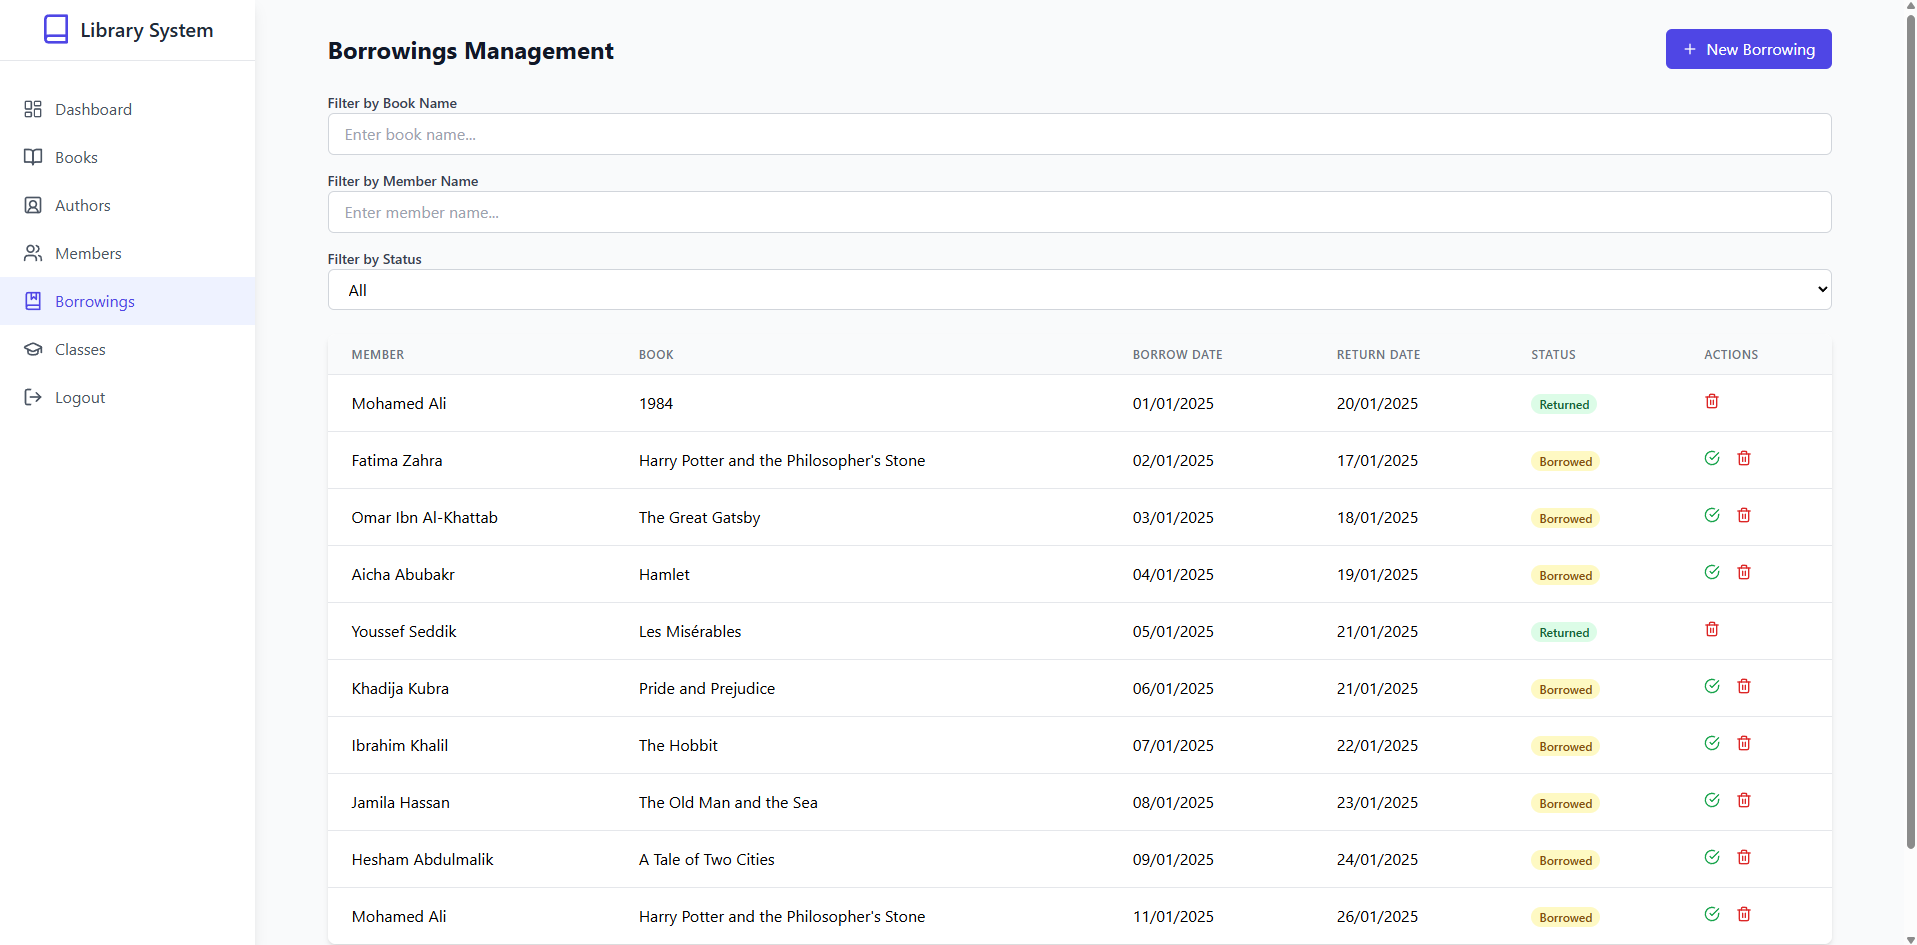 Library System
Dashboard
Books
Authors
Members
Borrowings
Classes
Logout
Borrowings Management
New Borrowing
Filter by Book Name
Enter book name...
Filter by Member Name
Enter member name...
Filter by Status
All
MEMBER BOOK BORROW DATE RETURN DATE STATUS ACTIONS
Mohamed Ali 1984 01/01/2025 20/01/2025 Returned
Fatima Zahra Harry Potter and the Philosopher's Stone 02/01/2025 17/01/2025 Borrowed
Omar Ibn Al-Khattab The Great Gatsby 03/01/2025 18/01/2025 Borrowed
Aicha Abubakr Hamlet 04/01/2025 19/01/2025 Borrowed
Youssef Seddik Les Misérables 05/01/2025 21/01/2025 Returned
Khadija Kubra Pride and Prejudice 06/01/2025 21/01/2025 Borrowed
Ibrahim Khalil The Hobbit 07/01/2025 22/01/2025 Borrowed
Jamila Hassan The Old Man and the Sea 08/01/2025 23/01/2025 Borrowed
Hesham Abdulmalik A Tale of Two Cities 09/01/2025 24/01/2025 Borrowed
Mohamed Ali Harry Potter and the Philosopher's Stone 11/01/2025 26/01/2025 Borrowed